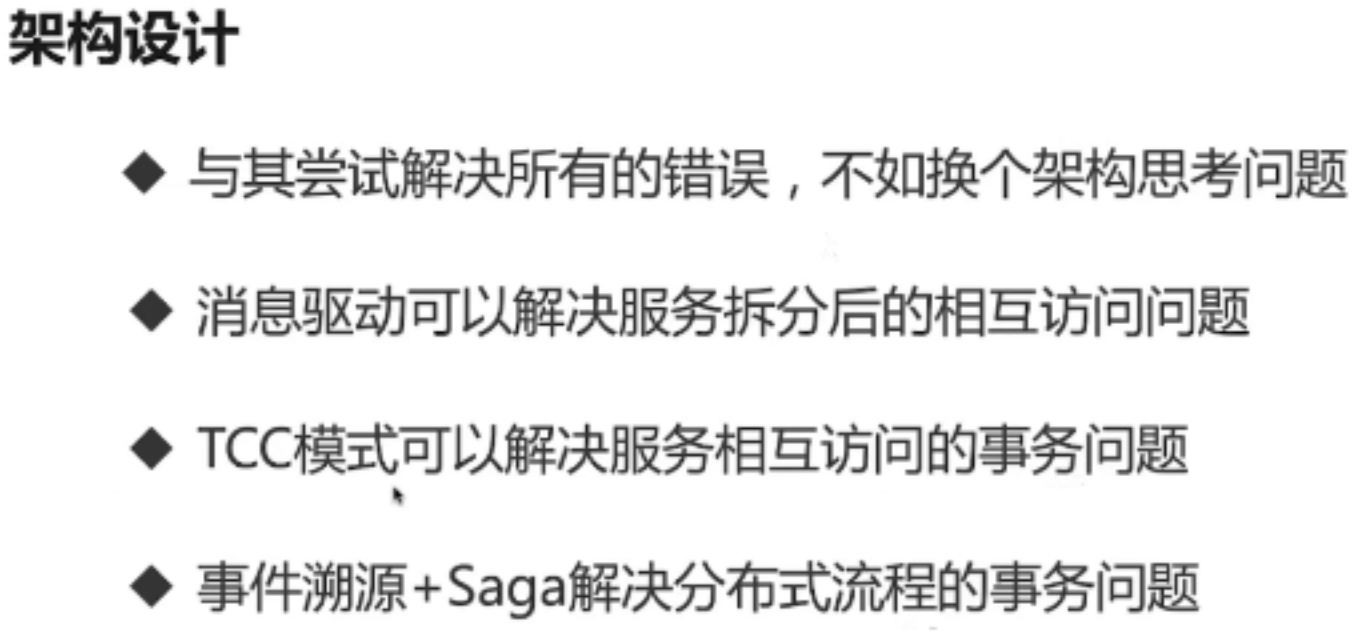 架构设计
◆ 与其尝试解决所有的错误，不如换个架构思考问题
◆ 消息驱动可以解决服务拆分后的相互访问问题
◆ TCC模式可以解决服务相互访问的事务问题
◆ 事件溯源+Saga解决分布式流程的事务问题